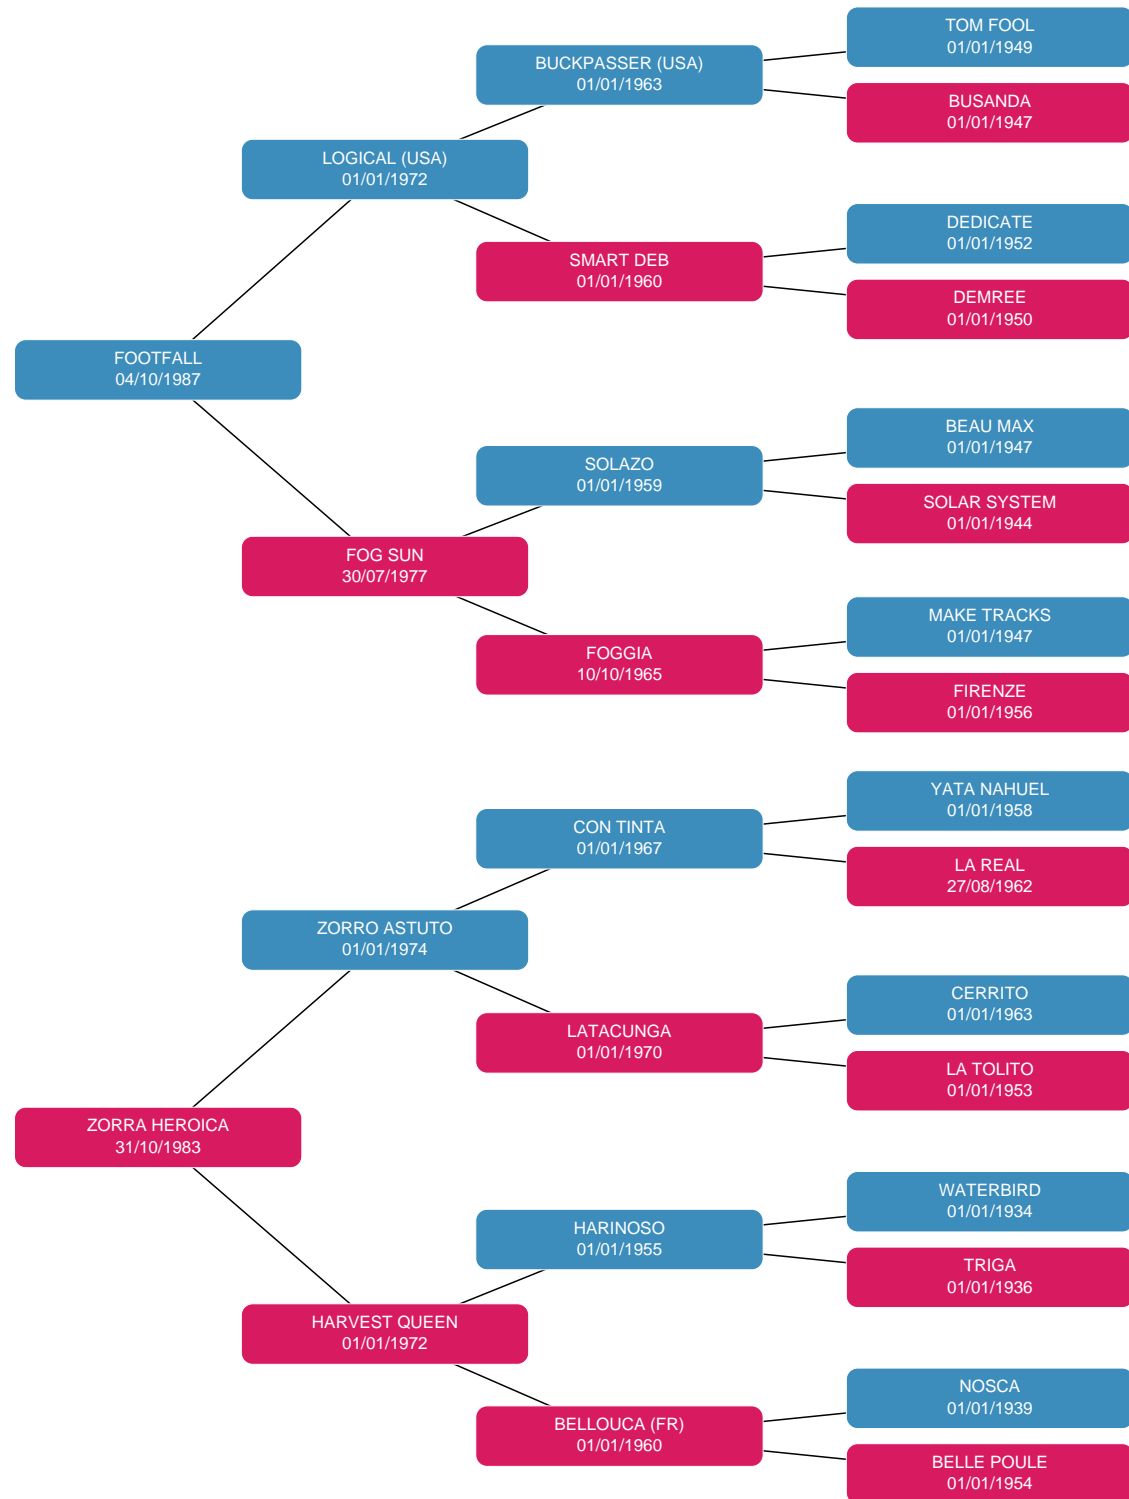 TOM FOOL
01/01/1949
BUCKPASSER (USA)
01/01/1963
BUSANDA
01/01/1947
LOGICAL (USA)
01/01/1972
DEDICATE
01/01/1952
SMART DEB
01/01/1960
DEMREE
01/01/1950
FOOTFALL
04/10/1987
BEAU MAX
01/01/1947
SOLAZO
01/01/1959
SOLAR SYSTEM
01/01/1944
FOG SUN
30/07/1977
MAKE TRACKS
01/01/1947
FOGGIA
10/10/1965
FIRENZE
01/01/1956
YATA NAHUEL
01/01/1958
CON TINTA
01/01/1967
LA REAL
27/08/1962
ZORRO ASTUTO
01/01/1974
CERRITO
01/01/1963
LATACUNGA
01/01/1970
LA TOLITO
01/01/1953
ZORRA HEROICA
31/10/1983
WATERBIRD
01/01/1934
HARINOSO
01/01/1955
TRIGA
01/01/1936
HARVEST QUEEN
01/01/1972
NOSCA
01/01/1939
BELLOUCA (FR)
01/01/1960
BELLE POULE
01/01/1954